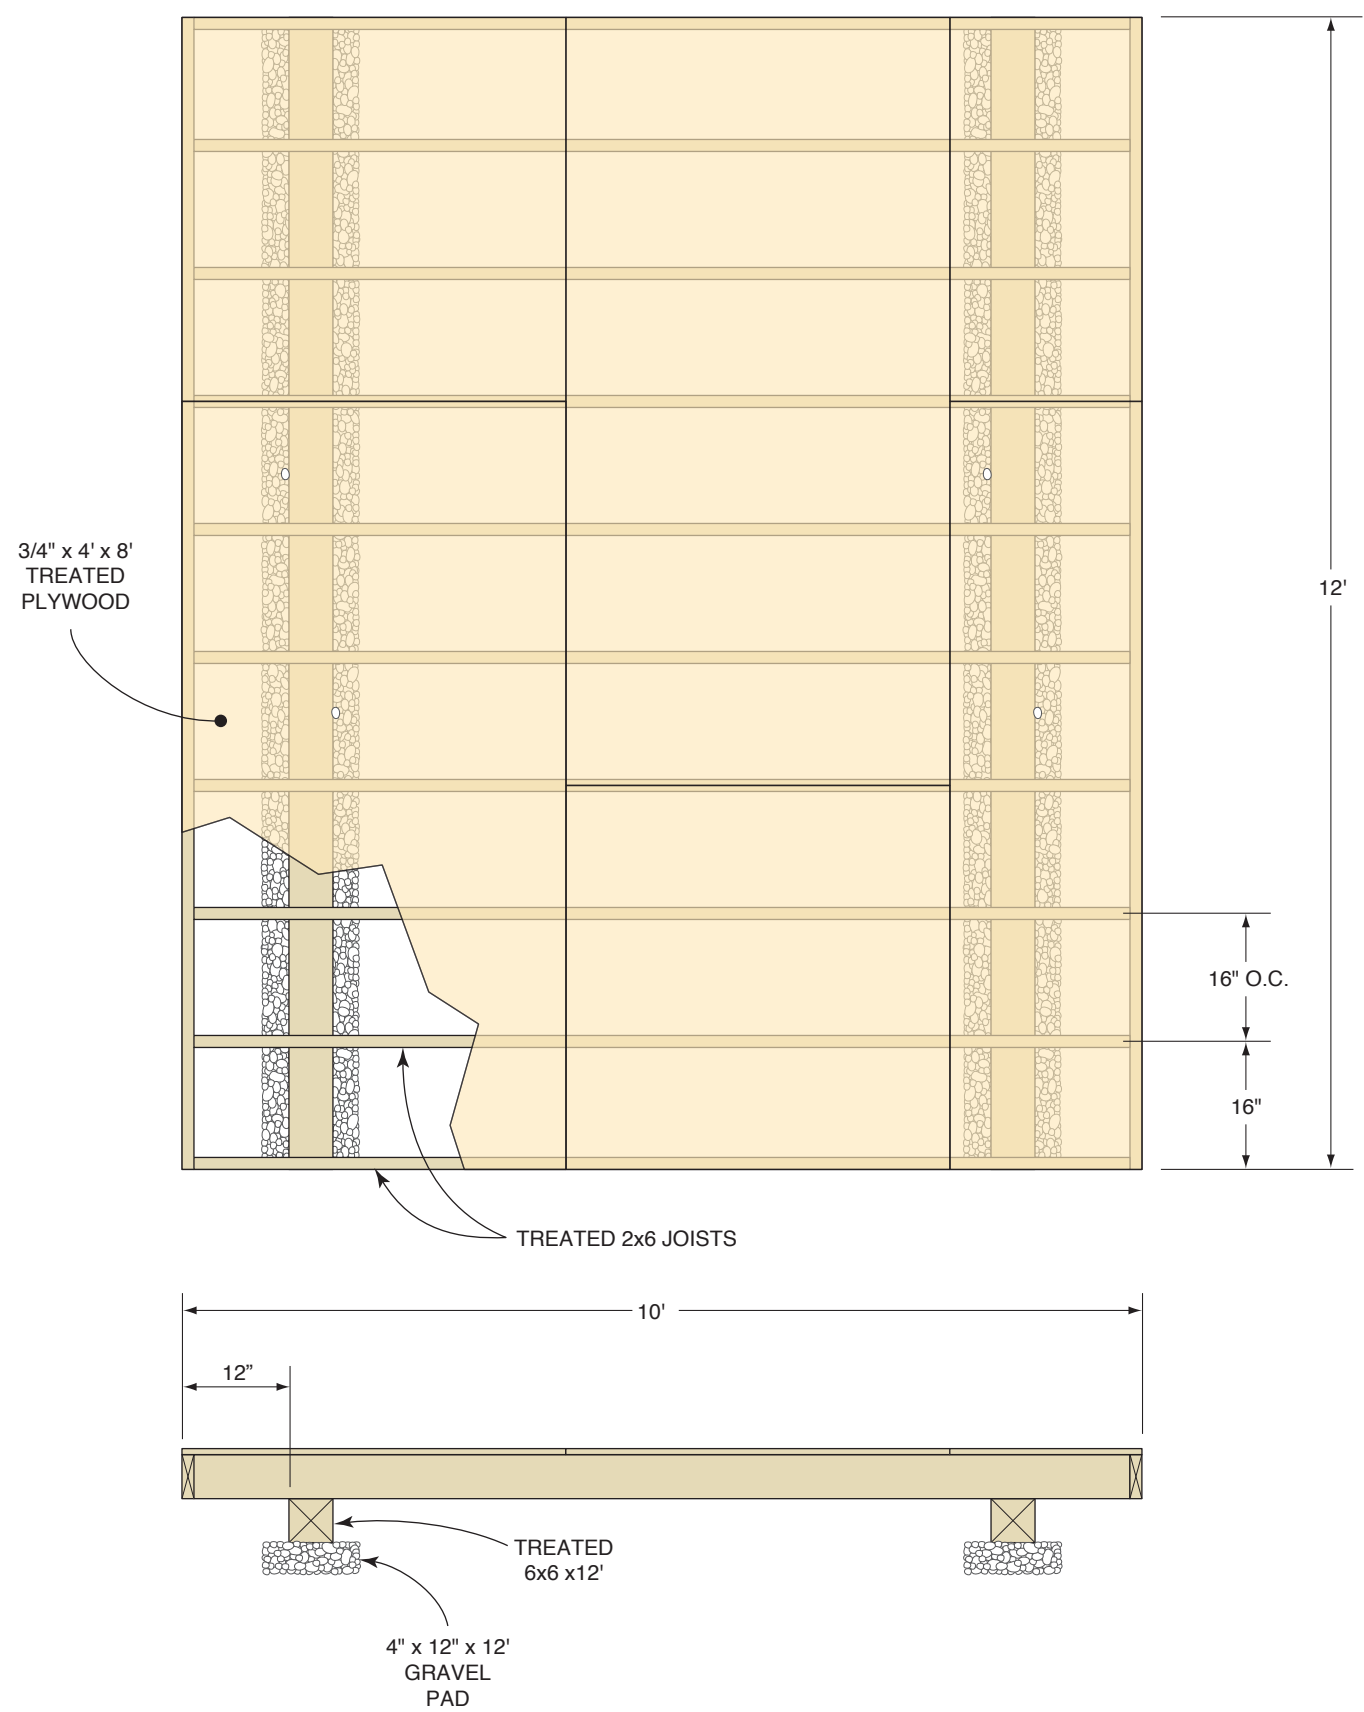 3/4" x 4' x 8'
TREATED
PLYWOOD
12'
16" O.C.
16"
TREATED 2x6 JOISTS
10'
12”
TREATED
6x6 x12'
4" x 12" x 12'
GRAVEL
PAD